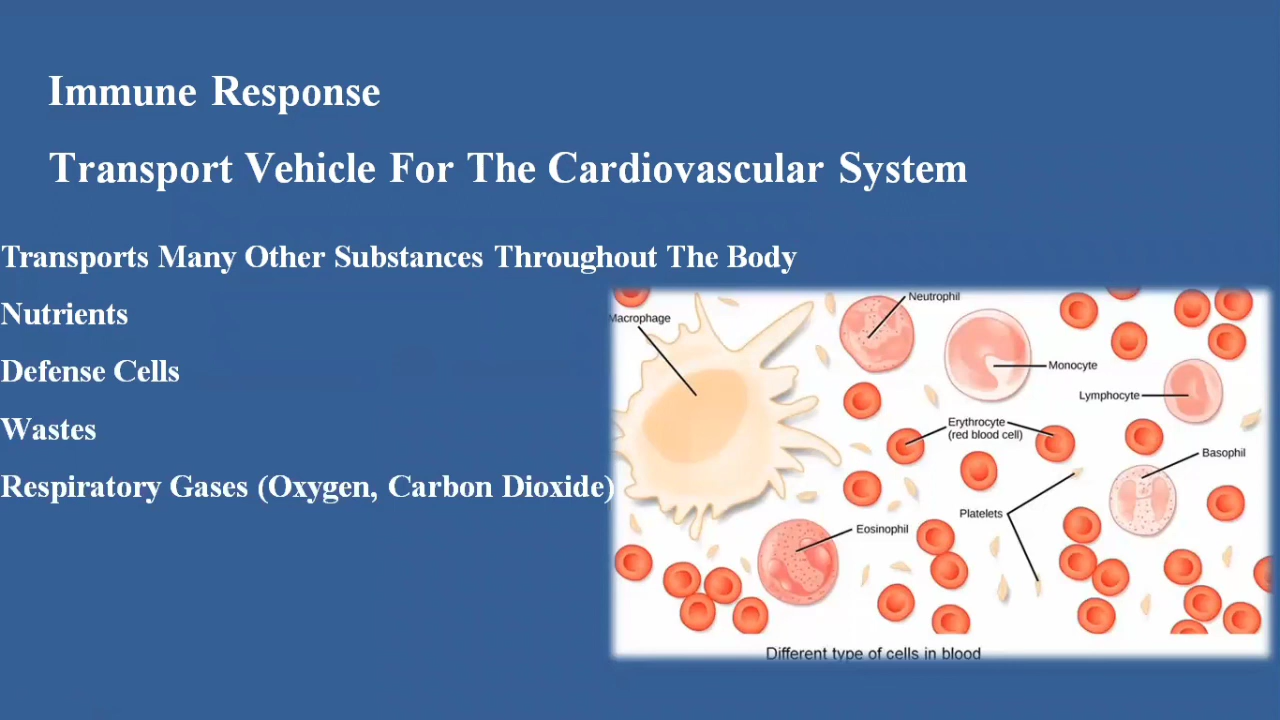 Immune Response
Transport Vehicle For The Cardiovascular System
Transports Many Other Substances Throughout The Body
Nutrients
Defense Cells
Wastes
Respiratory Gases (Oxygen, Carbon Dioxide)
Neutrophil
Macrophage
Monocyte
Lymphocyte
Erythrocyte
(red blood cell)
Basophil
Platelets
Eosinophil
Different type of cells in blood